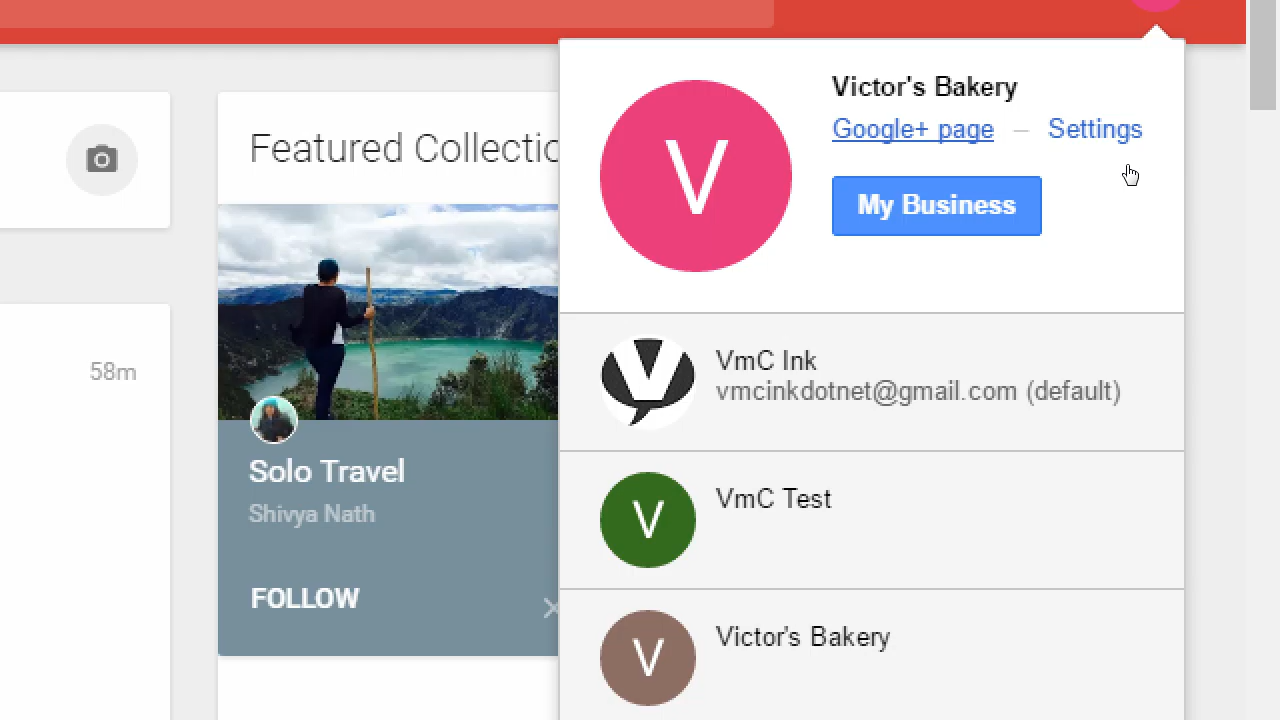 Victor's Bakery
Google+ page – Settings
V
My Business
Featured Collectio
58m
Solo Travel
Shivya Nath
FOLLOW
VmC Ink
vmcinkdotnet@gmail.com (default)
V
VmC Test
V
Victor's Bakery